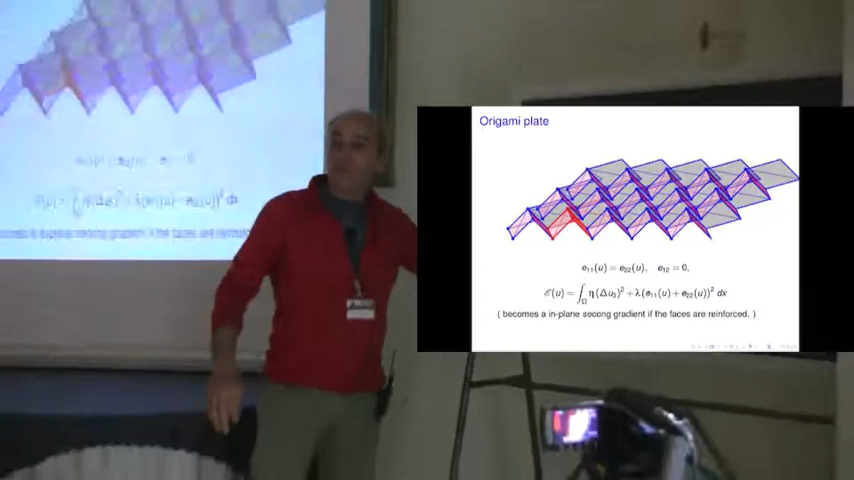 Origami plate
e₁₁(u) = e₂₂(u),   e₁₂ = 0,
ℰ(u) = ∫_Ω η(Δu₃)² + λ(e₁₁(u) + e₂₂(u))² dx
( becomes a in-plane secong gradient if the faces are reinforced. )